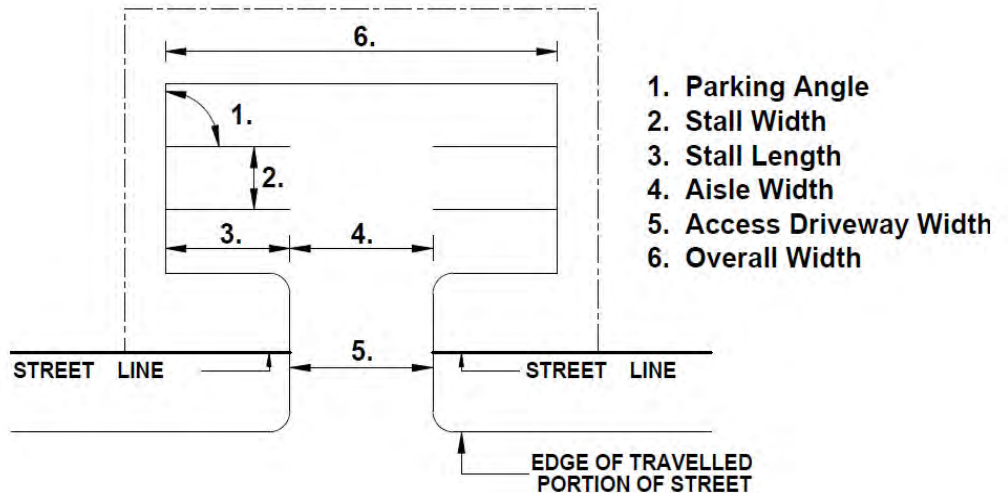 6.
1.
2.
3.
4.
5.
STREET LINE
STREET LINE
EDGE OF TRAVELLED
PORTION OF STREET
1. Parking Angle
2. Stall Width
3. Stall Length
4. Aisle Width
5. Access Driveway Width
6. Overall Width